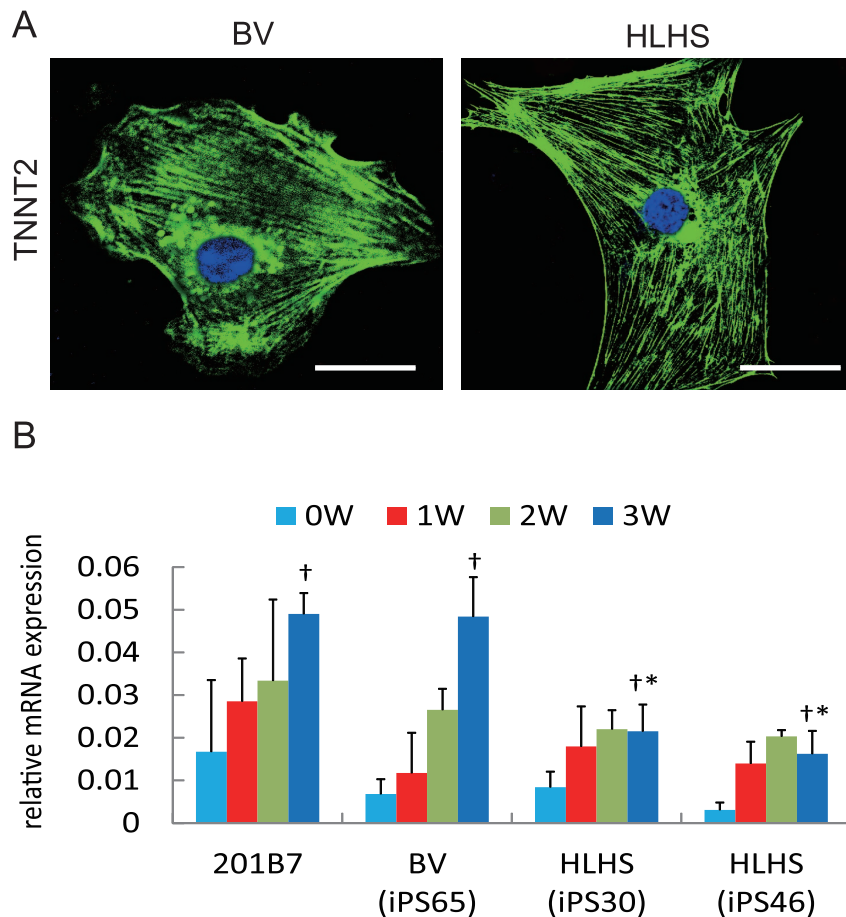 A
BV HLHS
TNNT2
B
0W 1W 2W 3W
relative mRNA expression
0.06
0.05
0.04
0.03
0.02
0.01
0
† † †* †*
201B7 BV HLHS HLHS
(iPS65) (iPS30) (iPS46)